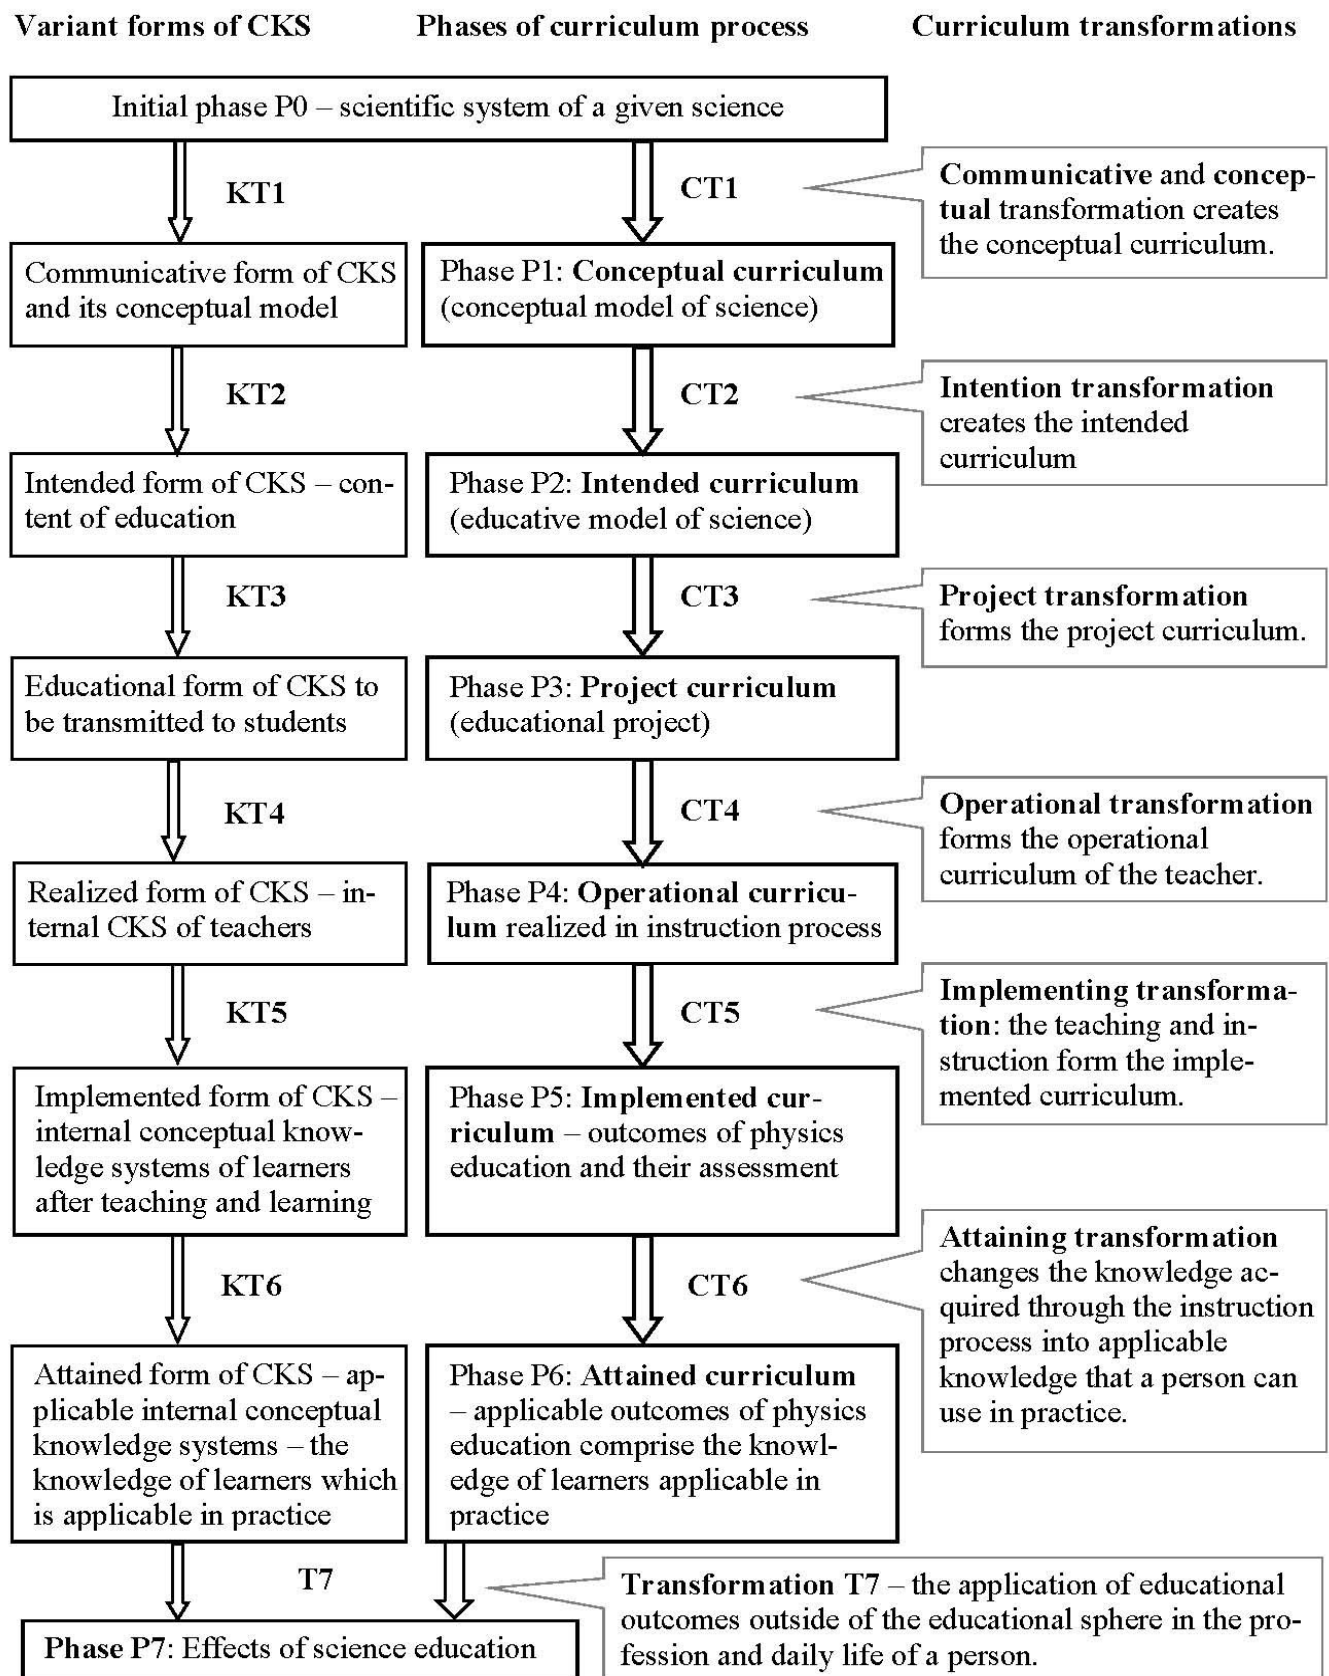 Variant forms of CKS
Phases of curriculum process
Curriculum transformations
Initial phase P0 – scientific system of a given science
KT1
CT1
Communicative and concep-
tual transformation creates
the conceptual curriculum.
Communicative form of CKS
and its conceptual model
Phase P1: Conceptual curriculum
(conceptual model of science)
KT2
CT2
Intention transformation
creates the intended
curriculum
Intended form of CKS – con-
tent of education
Phase P2: Intended curriculum
(educative model of science)
KT3
CT3
Project transformation
forms the project curriculum.
Educational form of CKS to
be transmitted to students
Phase P3: Project curriculum
(educational project)
KT4
CT4
Operational transformation
forms the operational
curriculum of the teacher.
Realized form of CKS – in-
ternal CKS of teachers
Phase P4: Operational curricu-
lum realized in instruction process
KT5
CT5
Implementing transforma-
tion: the teaching and in-
struction form the imple-
mented curriculum.
Implemented form of CKS –
internal conceptual know-
ledge systems of learners
after teaching and learning
Phase P5: Implemented cur-
riculum – outcomes of physics
education and their assessment
KT6
CT6
Attaining transformation
changes the knowledge ac-
quired through the instruction
process into applicable
knowledge that a person can
use in practice.
Attained form of CKS – ap-
plicable internal conceptual
knowledge systems – the
knowledge of learners which
is applicable in practice
Phase P6: Attained curriculum
– applicable outcomes of physics
education comprise the knowl-
edge of learners applicable in
practice
T7
Transformation T7 – the application of educational
outcomes outside of the educational sphere in the pro-
fession and daily life of a person.
Phase P7: Effects of science education